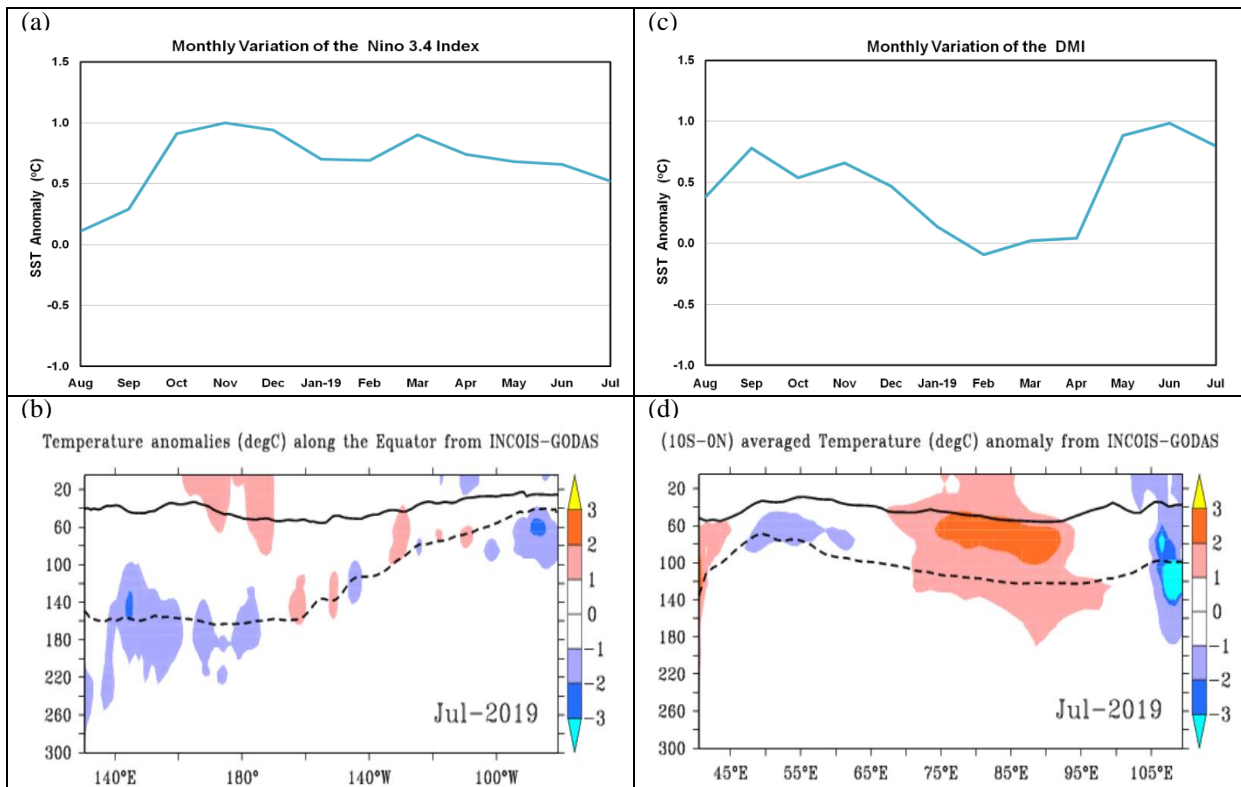 (a)
Monthly Variation of the Nino 3.4 Index
SST Anomaly (°C)
1.5
1.0
0.5
0.0
-0.5
-1.0
Aug Sep Oct Nov Dec Jan-19 Feb Mar Apr May Jun Jul
(c)
Monthly Variation of the DMI
SST Anomaly (°C)
1.5
1.0
0.5
0.0
-0.5
-1.0
Aug Sep Oct Nov Dec Jan-19 Feb Mar Apr May Jun Jul
(b)
Temperature anomalies (degC) along the Equator from INCOIS-GODAS
20
60
100
140
180
220
260
300
140°E 180° 140°W 100°W
Jul-2019
3
2
1
0
-1
-2
-3
(d)
(10S-0N) averaged Temperature (degC) anomaly from INCOIS-GODAS
20
60
100
140
180
220
260
300
45°E 55°E 65°E 75°E 85°E 95°E 105°E
Jul-2019
3
2
1
0
-1
-2
-3